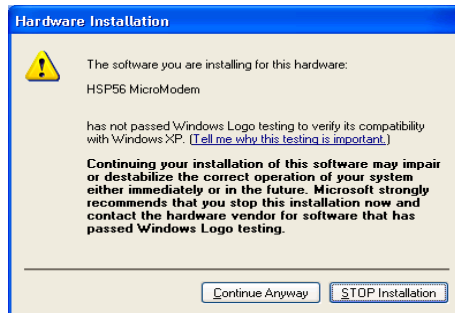 Hardware Installation
The software you are installing for this hardware:
HSP56 MicroModem
has not passed Windows Logo testing to verify its compatibility
with Windows XP. (Tell me why this testing is important.)
Continuing your installation of this software may impair
or destabilize the correct operation of your system
either immediately or in the future. Microsoft strongly
recommends that you stop this installation now and
contact the hardware vendor for software that has
passed Windows Logo testing.
Continue Anyway STOP Installation